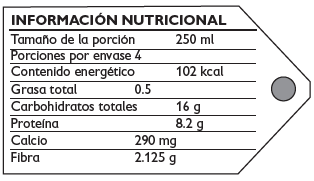 INFORMACIÓN NUTRICIONAL
Tamaño de la porción 250 ml
Porciones por envase 4
Contenido energético 102 kcal
Grasa total 0.5
Carbohidratos totales 16 g
Proteína 8.2 g
Calcio 290 mg
Fibra 2.125 g